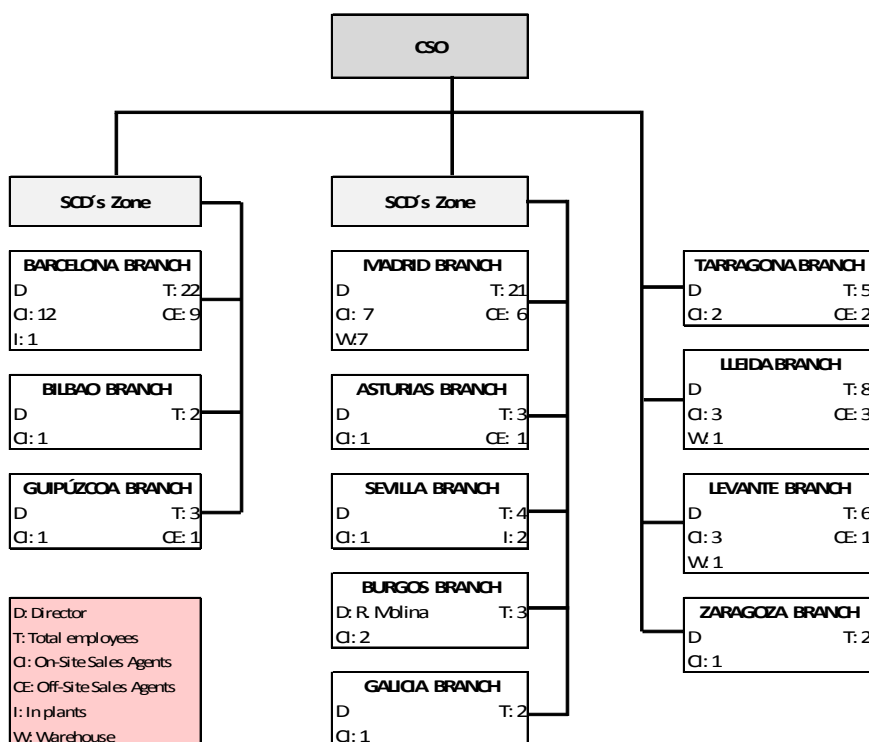 CSO
SCD´s Zone
BARCELONA BRANCH
D T: 22
CI: 12 CE: 9
I: 1
BILBAO BRANCH
D T: 2
CI: 1
GUIPÚZCOA BRANCH
D T: 3
CI: 1 CE: 1
D: Director
T: Total employees
CI: On-Site Sales Agents
CE: Off-Site Sales Agents
I: In plants
W: Warehouse
SCD´s Zone
MADRID BRANCH
D T: 21
CI: 7 CE: 6
W:7
ASTURIAS BRANCH
D T: 3
CI: 1 CE: 1
SEVILLA BRANCH
D T: 4
CI: 1 I: 2
BURGOS BRANCH
D: R. Molina T: 3
CI: 2
GALICIA BRANCH
D T: 2
CI: 1
TARRAGONA BRANCH
D T: 5
CI: 2 CE: 2
LLEIDA BRANCH
D T: 8
CI: 3 CE: 3
W: 1
LEVANTE BRANCH
D T: 6
CI: 3 CE: 1
W: 1
ZARAGOZA BRANCH
D T: 2
CI: 1